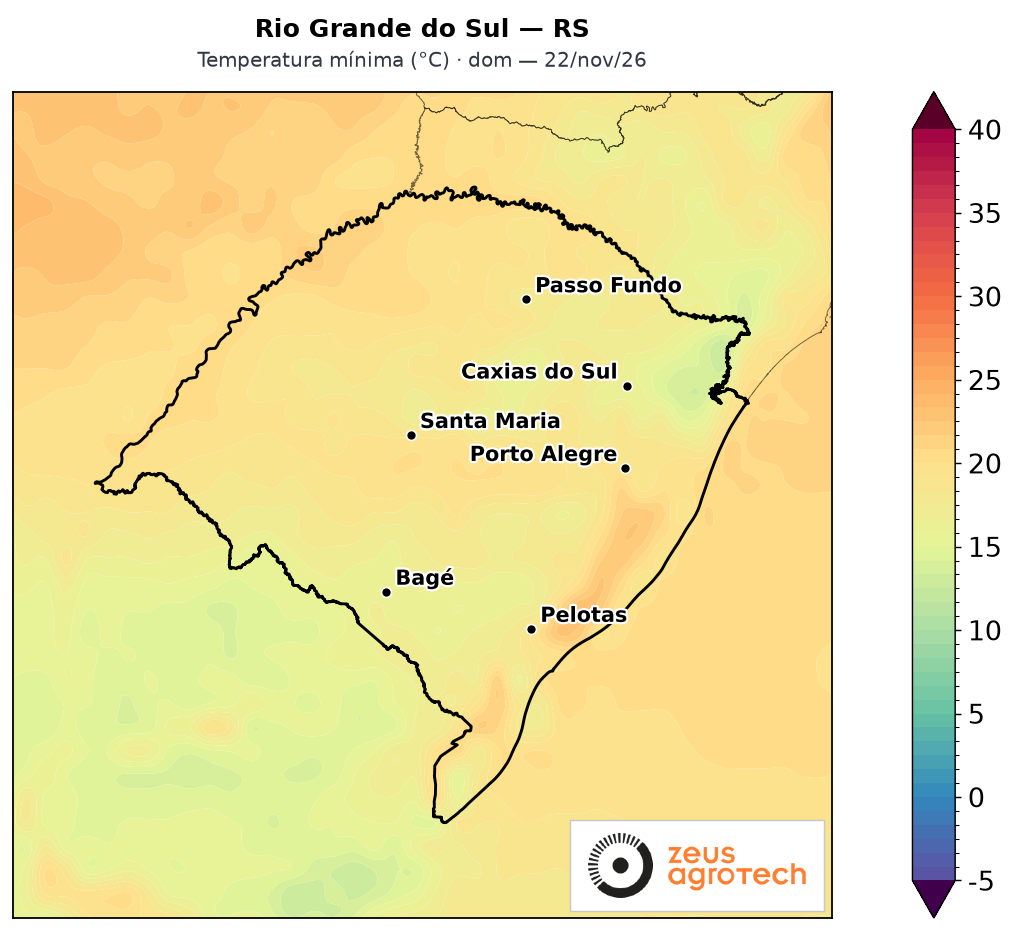 Rio Grande do Sul — RS
Temperatura mínima (°C) · dom — 22/nov/26
Passo Fundo
Caxias do Sul
Santa Maria
Porto Alegre
Bagé
Pelotas
40
35
30
25
20
15
10
5
0
-5
zeus
agrotech